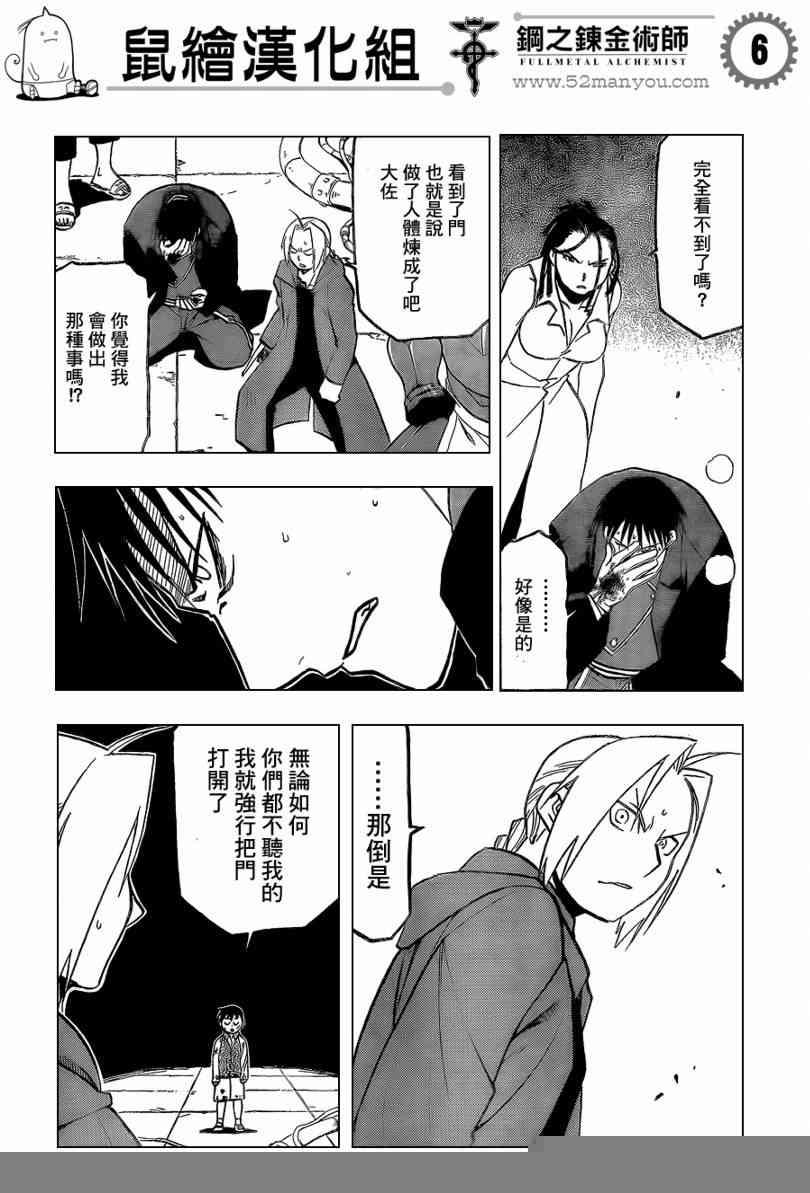 鼠繪漢化組
鋼之鍊金術師
FULLMETAL ALCHEMIST
www.52manyou.com
6
完全看不到了嗎？
………
好像是的
看到了門
也就是說
做了人體煉成了吧
大佐
你覺得我
會做出
那種事嗎!?
……那倒是
無論如何
你們都不聽我的
我就強行把門
打開了